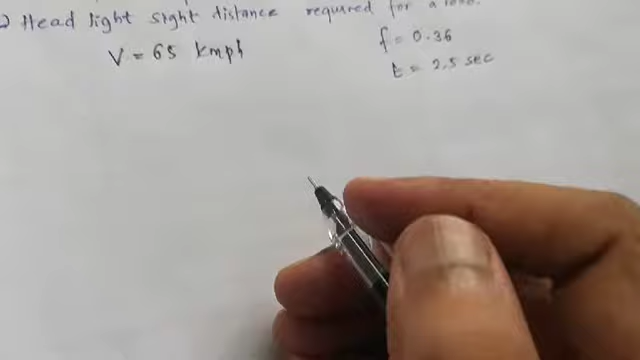 Head light sight distance required for a
V = 65 kmph
f = 0.36
t = 2.5 sec